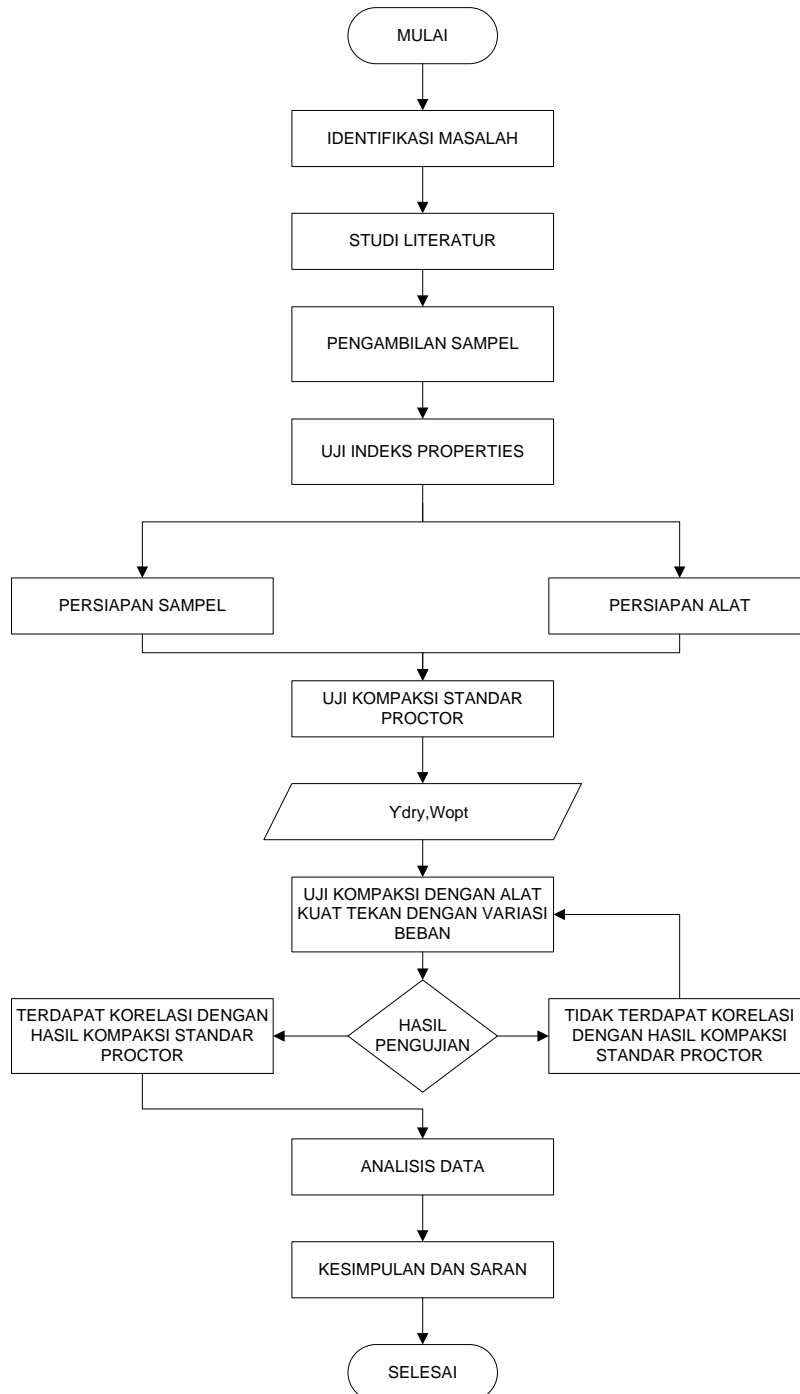 MULAI
IDENTIFIKASI MASALAH
STUDI LITERATUR
PENGAMBILAN SAMPEL
UJI INDEKS PROPERTIES
PERSIAPAN SAMPEL
PERSIAPAN ALAT
UJI KOMPAKSI STANDAR
PROCTOR
Ƴdry,Wopt
UJI KOMPAKSI DENGAN ALAT
KUAT TEKAN DENGAN VARIASI
BEBAN
HASIL
PENGUJIAN
TERDAPAT KORELASI DENGAN
HASIL KOMPAKSI STANDAR
PROCTOR
TIDAK TERDAPAT KORELASI
DENGAN HASIL KOMPAKSI
STANDAR PROCTOR
ANALISIS DATA
KESIMPULAN DAN SARAN
SELESAI